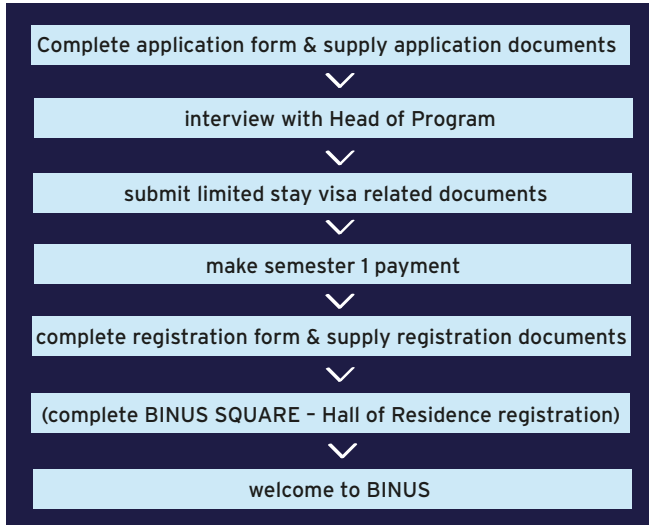 Complete application form & supply application documents
interview with Head of Program
submit limited stay visa related documents
make semester 1 payment
complete registration form & supply registration documents
(complete BINUS SQUARE – Hall of Residence registration)
welcome to BINUS